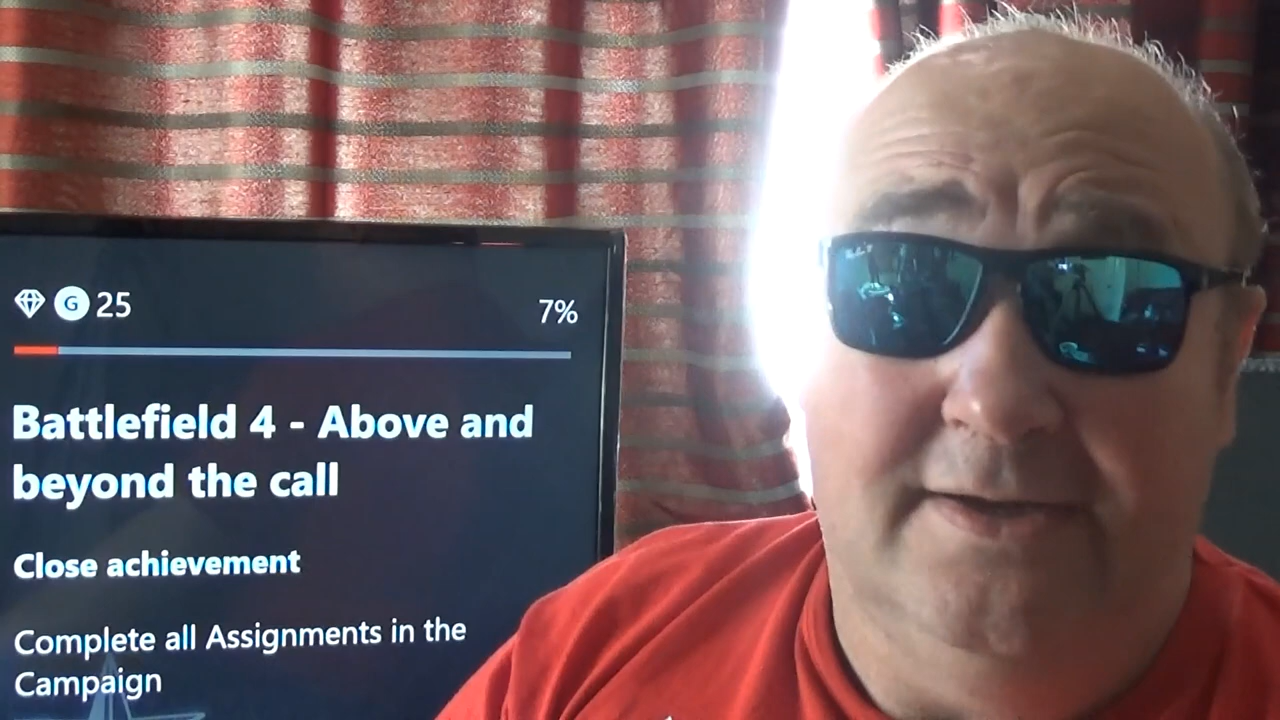 G 25
7%
Battlefield 4 - Above and
beyond the call
Close achievement
Complete all Assignments in the
Campaign